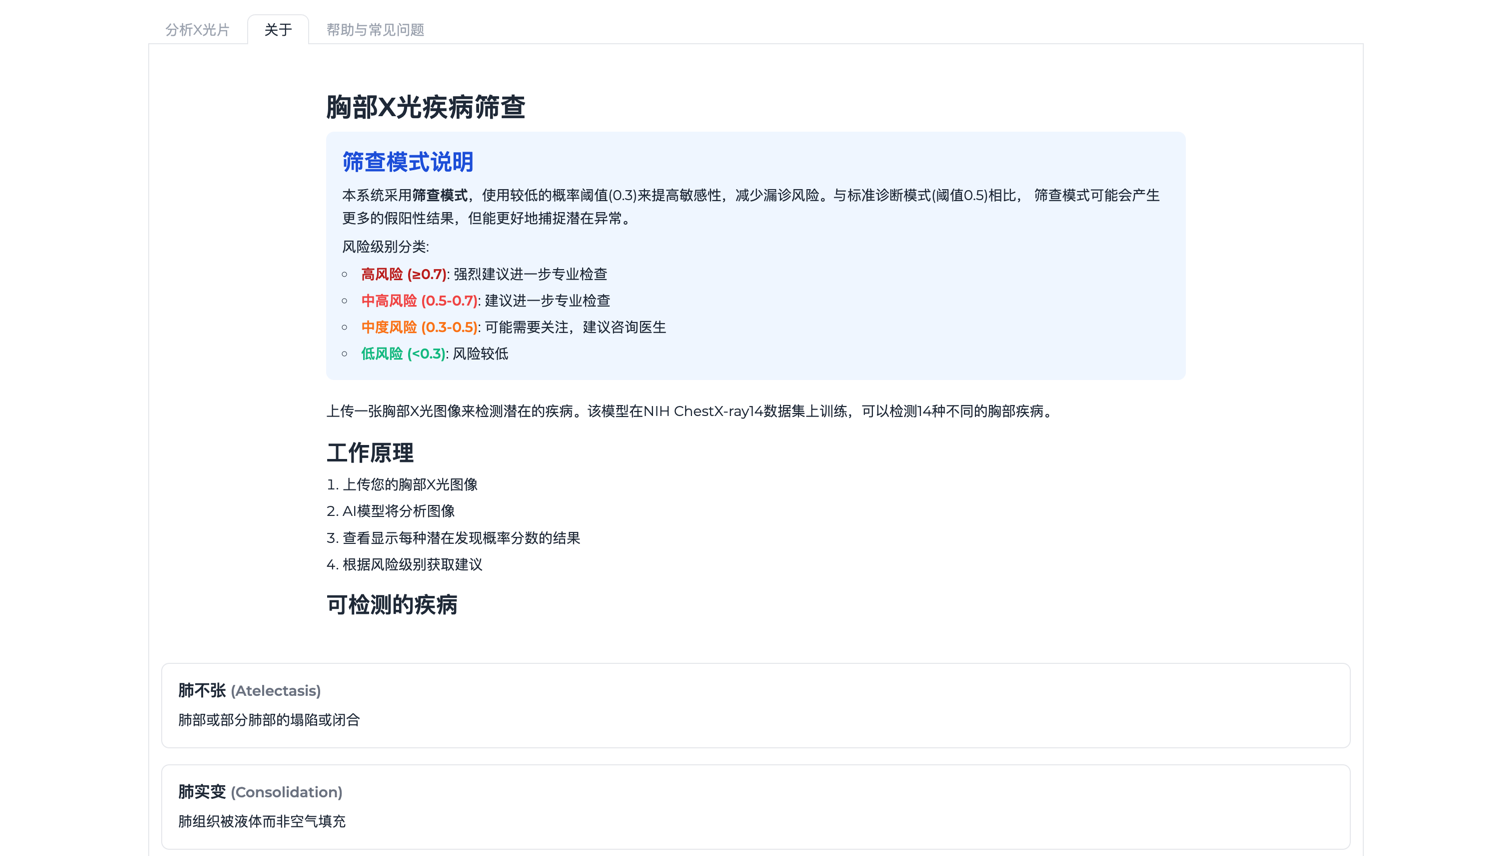 分析X光片
关于
帮助与常见问题
胸部X光疾病筛查
筛查模式说明
本系统采用筛查模式，使用较低的概率阈值(0.3)来提高敏感性，减少漏诊风险。与标准诊断模式(阈值0.5)相比， 筛查模式可能会产生
更多的假阳性结果，但能更好地捕捉潜在异常。
风险级别分类:
高风险 (≥0.7): 强烈建议进一步专业检查
中高风险 (0.5-0.7): 建议进一步专业检查
中度风险 (0.3-0.5): 可能需要关注，建议咨询医生
低风险 (<0.3): 风险较低
上传一张胸部X光图像来检测潜在的疾病。该模型在NIH ChestX-ray14数据集上训练，可以检测14种不同的胸部疾病。
工作原理
1. 上传您的胸部X光图像
2. AI模型将分析图像
3. 查看显示每种潜在发现概率分数的结果
4. 根据风险级别获取建议
可检测的疾病
肺不张 (Atelectasis)
肺部或部分肺部的塌陷或闭合
肺实变 (Consolidation)
肺组织被液体而非空气填充